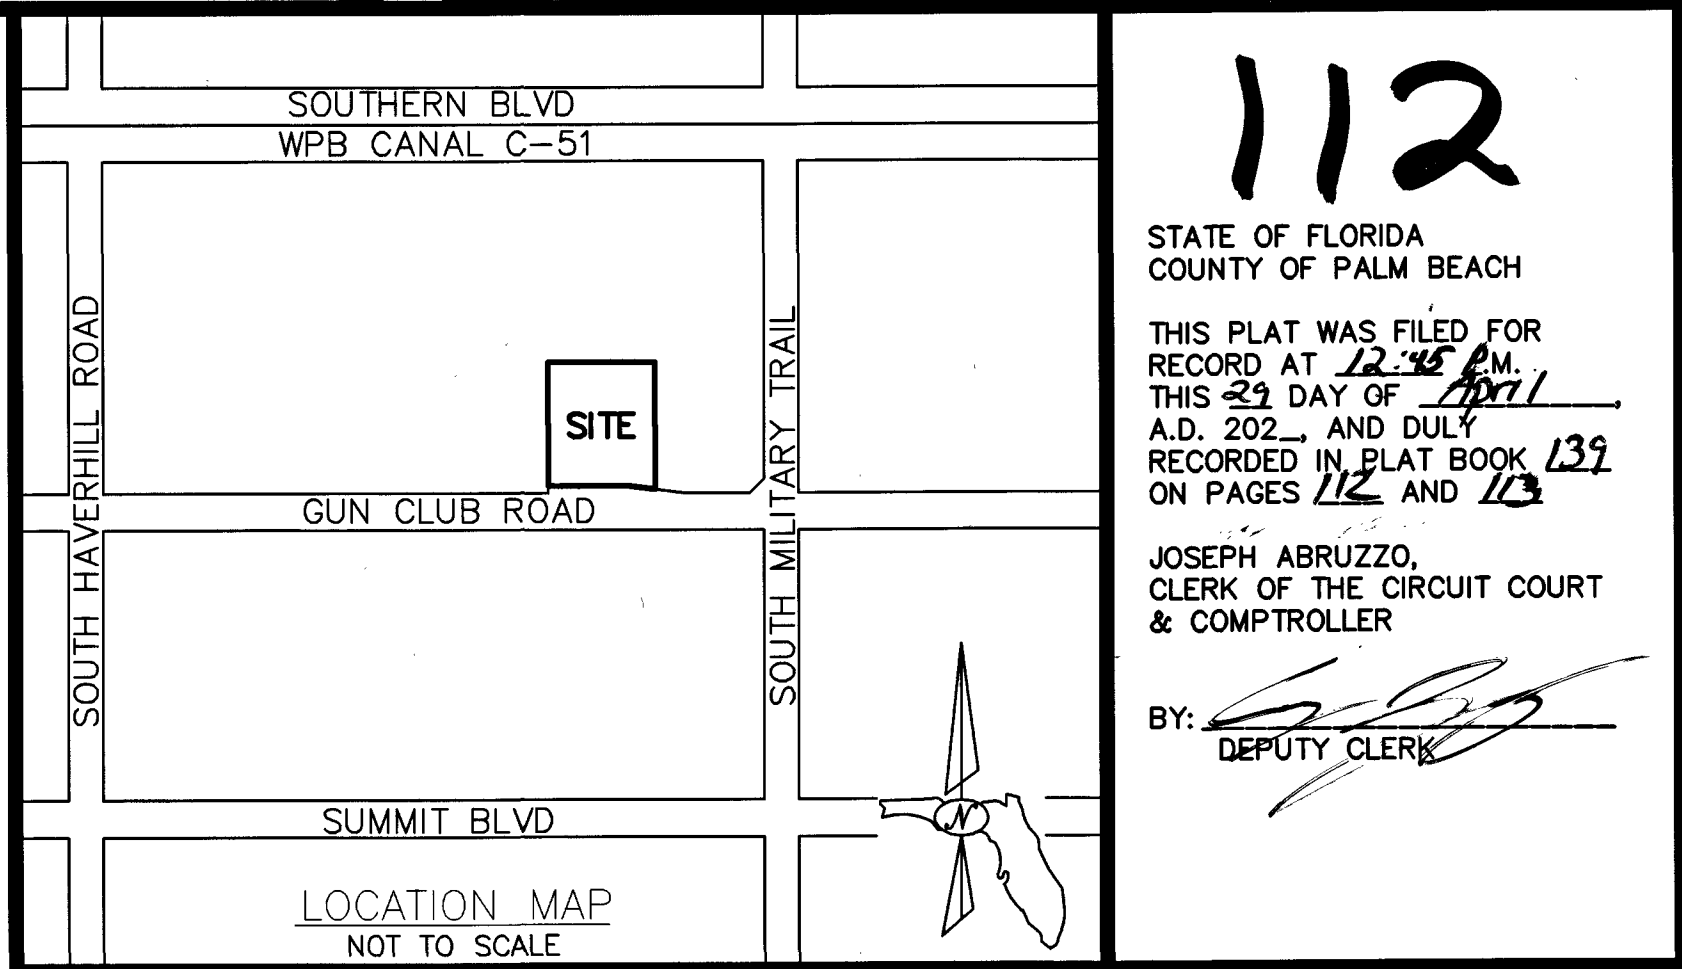 SOUTHERN BLVD
WPB CANAL C-51
SOUTH HAVERHILL ROAD
SOUTH MILITARY TRAIL
SITE
GUN CLUB ROAD
SUMMIT BLVD
N
LOCATION MAP
NOT TO SCALE
112
STATE OF FLORIDA
COUNTY OF PALM BEACH
THIS PLAT WAS FILED FOR
RECORD AT 12:45 P.M.
THIS 29 DAY OF April,
A.D. 202_, AND DULY
RECORDED IN PLAT BOOK 139
ON PAGES 112 AND 113
JOSEPH ABRUZZO,
CLERK OF THE CIRCUIT COURT
& COMPTROLLER
BY:
DEPUTY CLERK